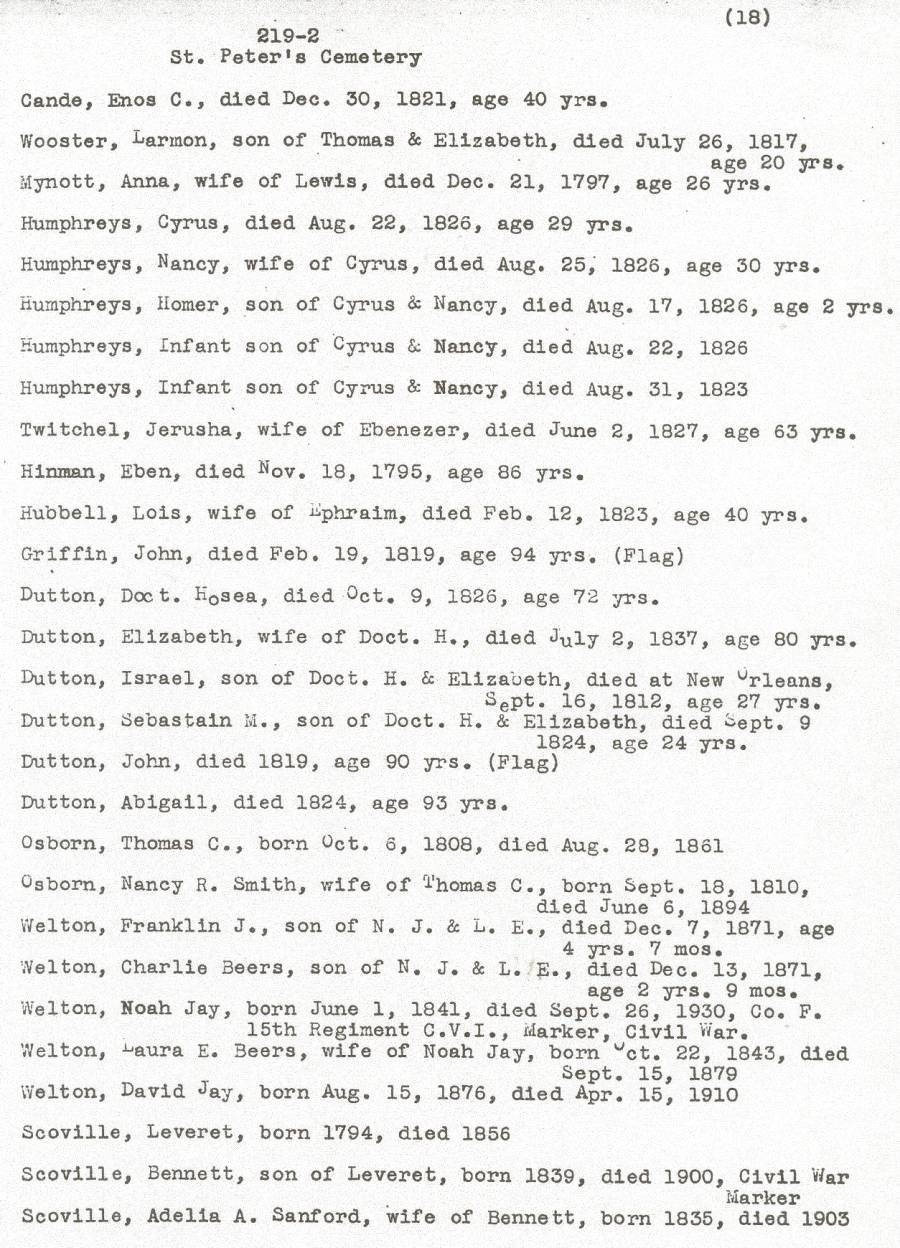 (18)
219-2
St. Peter's Cemetery
Cande, Enos C., died Dec. 30, 1821, age 40 yrs.
Wooster, Larmon, son of Thomas & Elizabeth, died July 26, 1817,
age 20 yrs.
Mynott, Anna, wife of Lewis, died Dec. 21, 1797, age 26 yrs.
Humphreys, Cyrus, died Aug. 22, 1826, age 29 yrs.
Humphreys, Nancy, wife of Cyrus, died Aug. 25, 1826, age 30 yrs.
Humphreys, Homer, son of Cyrus & Nancy, died Aug. 17, 1826, age 2 yrs.
Humphreys, Infant son of Cyrus & Nancy, died Aug. 22, 1826
Humphreys, Infant son of Cyrus & Nancy, died Aug. 31, 1823
Twitchel, Jerusha, wife of Ebenezer, died June 2, 1827, age 63 yrs.
Hinman, Eben, died Nov. 18, 1795, age 86 yrs.
Hubbell, Lois, wife of Ephraim, died Feb. 12, 1823, age 40 yrs.
Griffin, John, died Feb. 19, 1819, age 94 yrs. (Flag)
Dutton, Doct. Hosea, died Oct. 9, 1826, age 72 yrs.
Dutton, Elizabeth, wife of Doct. H., died July 2, 1837, age 80 yrs.
Dutton, Israel, son of Doct. H. & Elizabeth, died at New Orleans,
Sept. 16, 1812, age 27 yrs.
Dutton, Sebastain M., son of Doct. H. & Elizabeth, died Sept. 9
1824, age 24 yrs.
Dutton, John, died 1819, age 90 yrs. (Flag)
Dutton, Abigail, died 1824, age 93 yrs.
Osborn, Thomas C., born Oct. 6, 1808, died Aug. 28, 1861
Osborn, Nancy R. Smith, wife of Thomas C., born Sept. 18, 1810,
died June 6, 1894
Welton, Franklin J., son of N. J. & L. E., died Dec. 7, 1871, age
4 yrs. 7 mos.
Welton, Charlie Beers, son of N. J. & L. E., died Dec. 13, 1871,
age 2 yrs. 9 mos.
Welton, Noah Jay, born June 1, 1841, died Sept. 26, 1930, Co. F.
15th Regiment C.V.I., Marker, Civil War.
Welton, Laura E. Beers, wife of Noah Jay, born Oct. 22, 1843, died
Sept. 15, 1879
Welton, David Jay, born Aug. 15, 1876, died Apr. 15, 1910
Scoville, Leveret, born 1794, died 1856
Scoville, Bennett, son of Leveret, born 1839, died 1900, Civil War
Marker
Scoville, Adelia A. Sanford, wife of Bennett, born 1835, died 1903